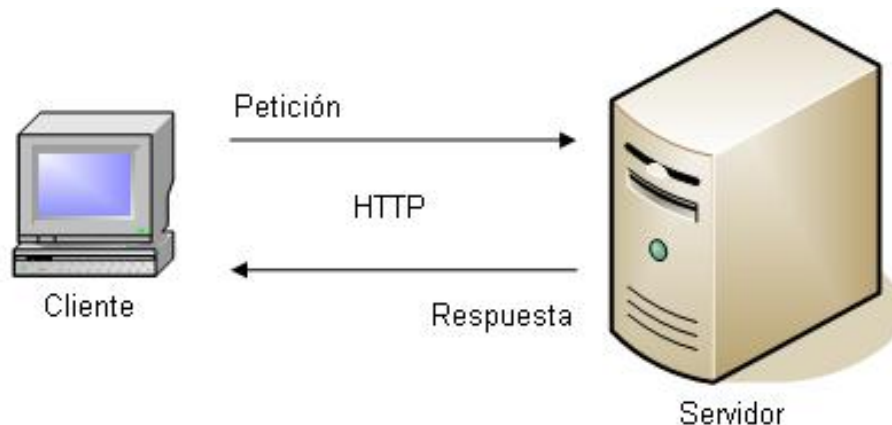 Petición
HTTP
Cliente
Respuesta
Servidor